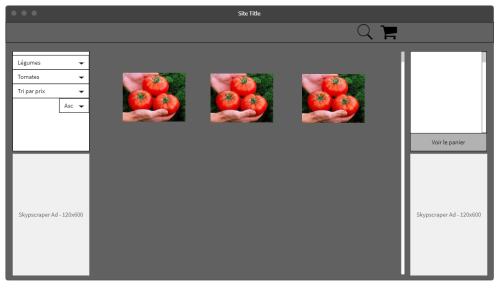 Site Title
Légumes
Tomates
Tri par prix
Asc
Voir le panier
Skypscraper Ad - 120x600
Skypscraper Ad - 120x600